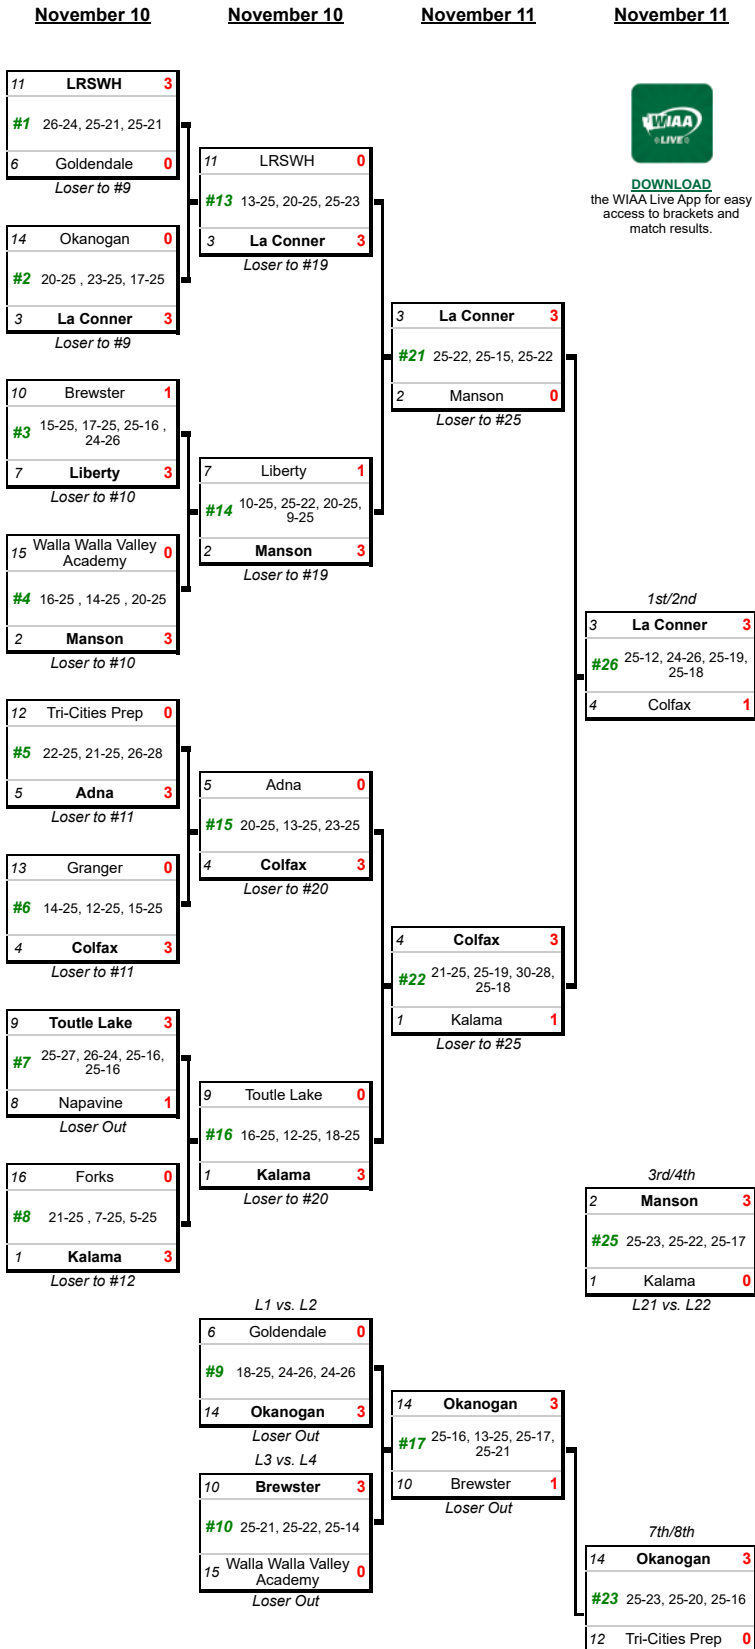 November 10
November 10
November 11
November 11
11 LRSWH 3
#1 26-24, 25-21, 25-21
6 Goldendale 0
Loser to #9
14 Okanogan 0
#2 20-25 , 23-25, 17-25
3 La Conner 3
Loser to #9
10 Brewster 1
#3 15-25, 17-25, 25-16 ,
24-26
7 Liberty 3
Loser to #10
15 Walla Walla Valley
Academy 0
#4 16-25 , 14-25 , 20-25
2 Manson 3
Loser to #10
12 Tri-Cities Prep 0
#5 22-25, 21-25, 26-28
5 Adna 3
Loser to #11
13 Granger 0
#6 14-25, 12-25, 15-25
4 Colfax 3
Loser to #11
9 Toutle Lake 3
#7 25-27, 26-24, 25-16,
25-16
8 Napavine 1
Loser Out
16 Forks 0
#8 21-25 , 7-25, 5-25
1 Kalama 3
Loser to #12
11 LRSWH 0
#13 13-25, 20-25, 25-23
3 La Conner 3
Loser to #19
7 Liberty 1
#14 10-25, 25-22, 20-25,
9-25
2 Manson 3
Loser to #19
5 Adna 0
#15 20-25, 13-25, 23-25
4 Colfax 3
Loser to #20
9 Toutle Lake 0
#16 16-25, 12-25, 18-25
1 Kalama 3
Loser to #20
L1 vs. L2
6 Goldendale 0
#9 18-25, 24-26, 24-26
14 Okanogan 3
Loser Out
L3 vs. L4
10 Brewster 3
#10 25-21, 25-22, 25-14
15 Walla Walla Valley
Academy 0
Loser Out
3 La Conner 3
#21 25-22, 25-15, 25-22
2 Manson 0
Loser to #25
4 Colfax 3
#22 21-25, 25-19, 30-28,
25-18
1 Kalama 1
Loser to #25
14 Okanogan 3
#17 25-16, 13-25, 25-17,
25-21
10 Brewster 1
Loser Out
WIAA
LIVE
DOWNLOAD
the WIAA Live App for easy
access to brackets and
match results.
1st/2nd
3 La Conner 3
#26 25-12, 24-26, 25-19,
25-18
4 Colfax 1
3rd/4th
2 Manson 3
#25 25-23, 25-22, 25-17
1 Kalama 0
L21 vs. L22
7th/8th
14 Okanogan 3
#23 25-23, 25-20, 25-16
12 Tri-Cities Prep 0